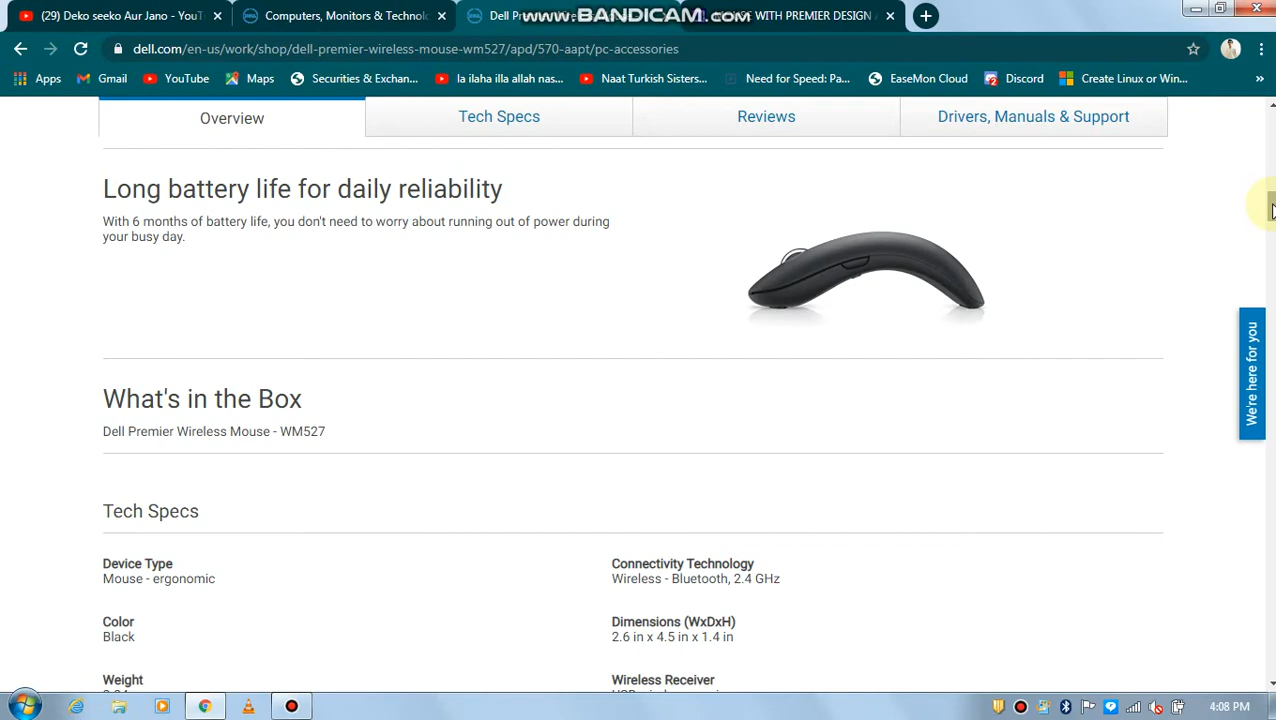 (29) Deko seeko Aur Jano - YouT
Computers, Monitors & Technolo
Dell Pr
www.BANDICAM.com
WITH PREMIER DESIGN A
dell.com/en-us/work/shop/dell-premier-wireless-mouse-wm527/apd/570-aapt/pc-accessories
Apps
Gmail
YouTube
Maps
Securities & Exchan...
la ilaha illa allah nas...
Naat Turkish Sisters...
Need for Speed: Pa...
EaseMon Cloud
Discord
Create Linux or Win...
»
Overview
Tech Specs
Reviews
Drivers, Manuals & Support
Long battery life for daily reliability
With 6 months of battery life, you don't need to worry about running out of power during
your busy day.
We're here for you
What's in the Box
Dell Premier Wireless Mouse - WM527
Tech Specs
Device Type
Mouse - ergonomic
Connectivity Technology
Wireless - Bluetooth, 2.4 GHz
Color
Black
Dimensions (WxDxH)
2.6 in x 4.5 in x 1.4 in
Weight
Wireless Receiver
4:08 PM